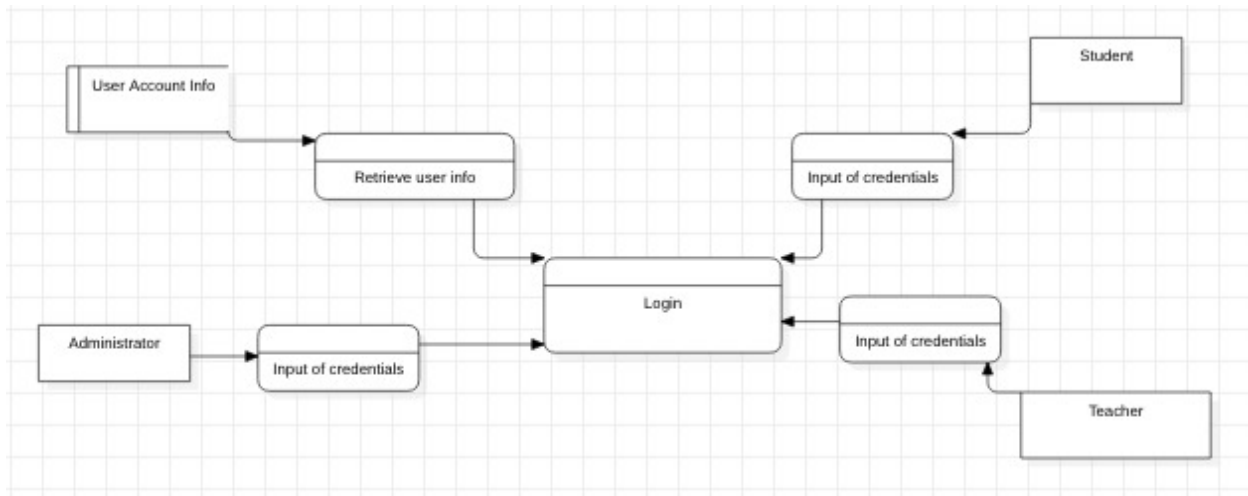 Student
User Account Info
Retrieve user info
Input of credentials
Login
Administrator
Input of credentials
Input of credentials
Teacher